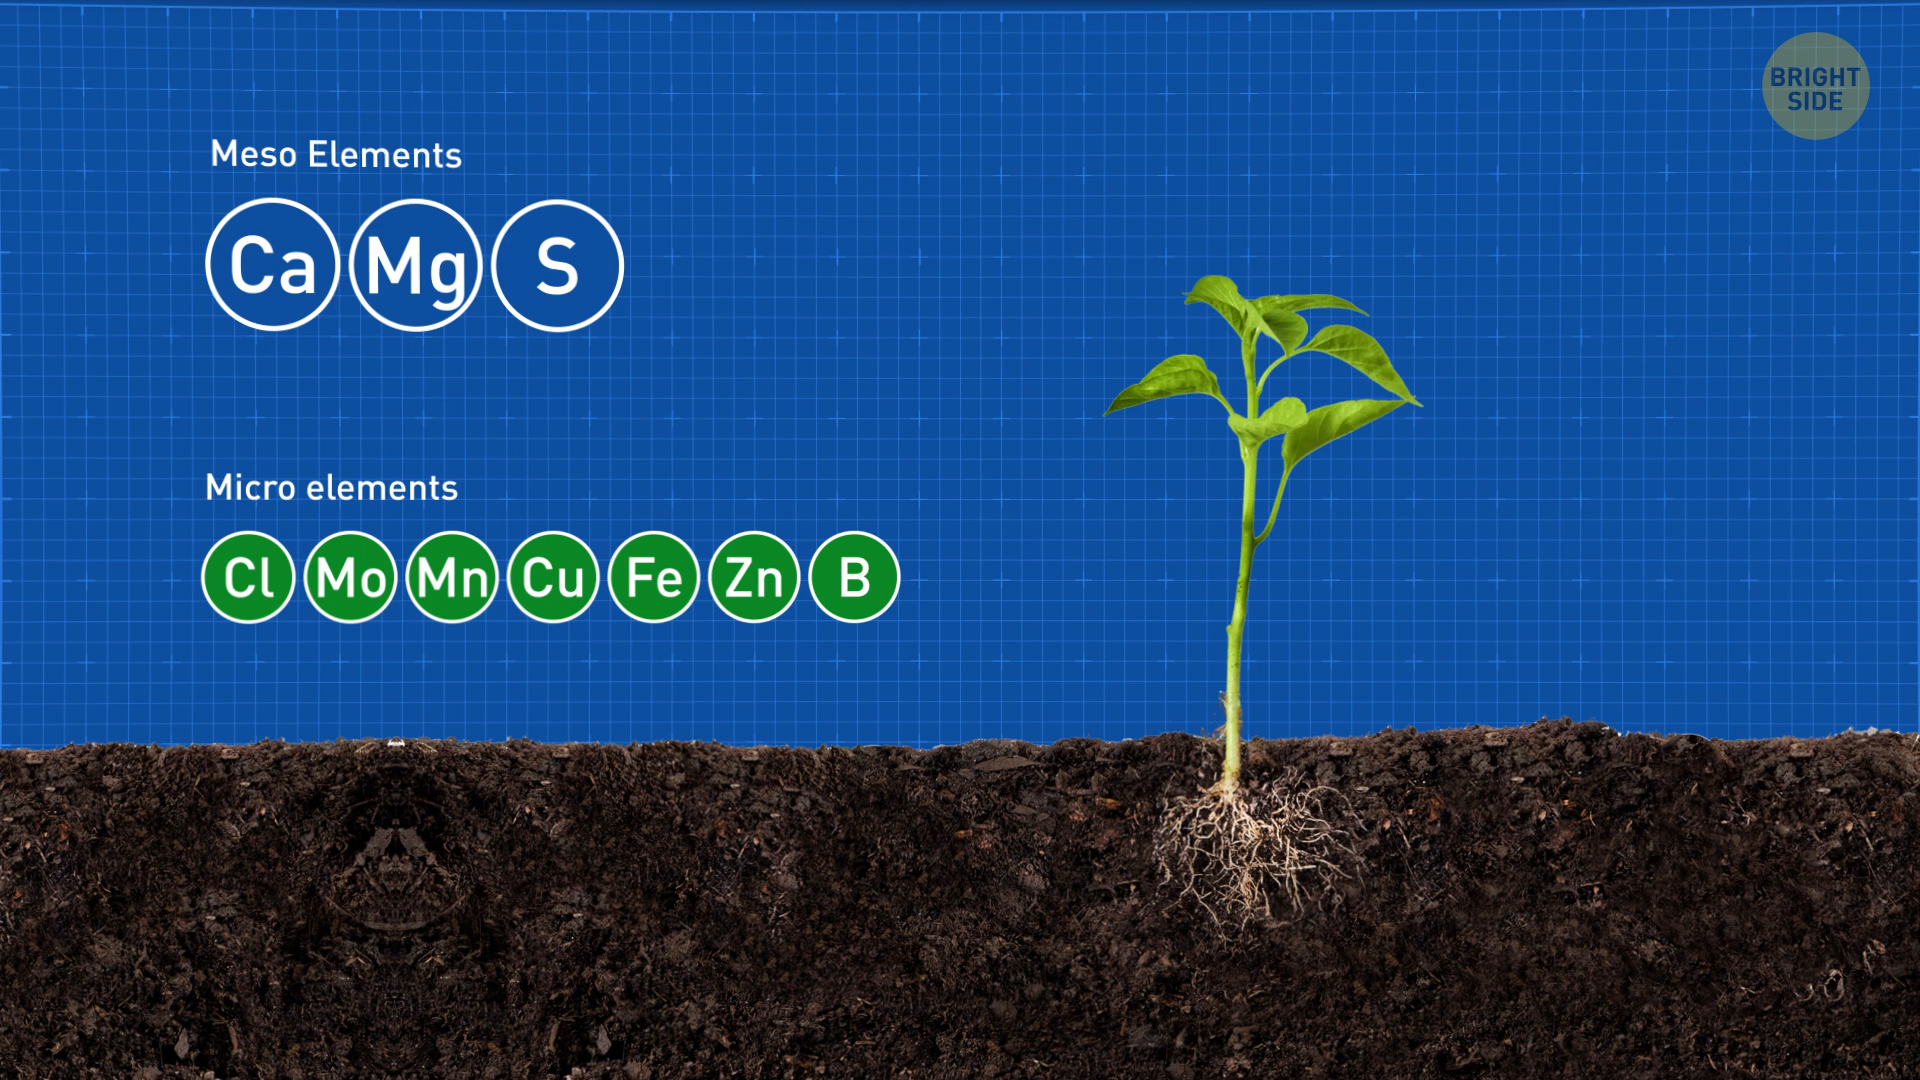 BRIGHT
SIDE
Meso Elements
Ca Mg S
Micro elements
Cl Mo Mn Cu Fe Zn B